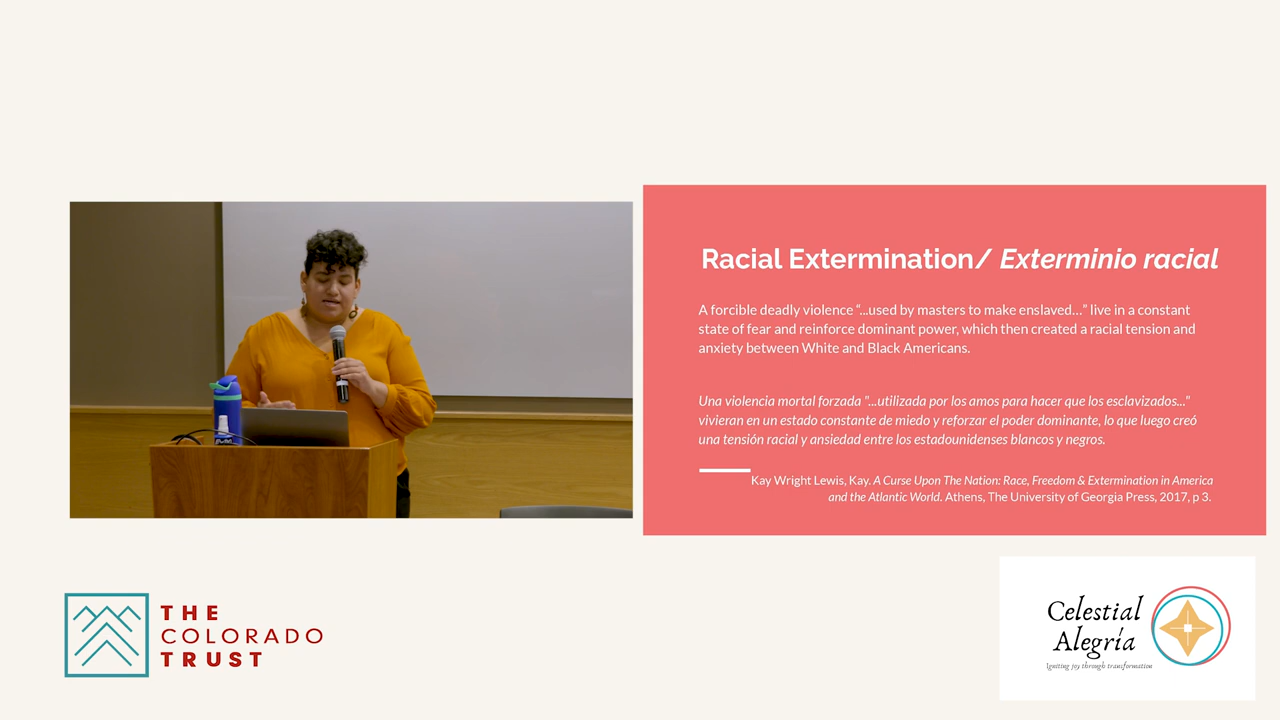 Racial Extermination/ Exterminio racial
A forcible deadly violence “...used by masters to make enslaved...” live in a constant
state of fear and reinforce dominant power, which then created a racial tension and
anxiety between White and Black Americans.
Una violencia mortal forzada "...utilizada por los amos para hacer que los esclavizados..."
vivieran en un estado constante de miedo y reforzar el poder dominante, lo que luego creó
una tensión racial y ansiedad entre los estadounidenses blancos y negros.
Kay Wright Lewis, Kay. A Curse Upon The Nation: Race, Freedom & Extermination in America
and the Atlantic World. Athens, The University of Georgia Press, 2017, p 3.
THE
COLORADO
TRUST
Celestial
Alegría
Igniting joy through transformation